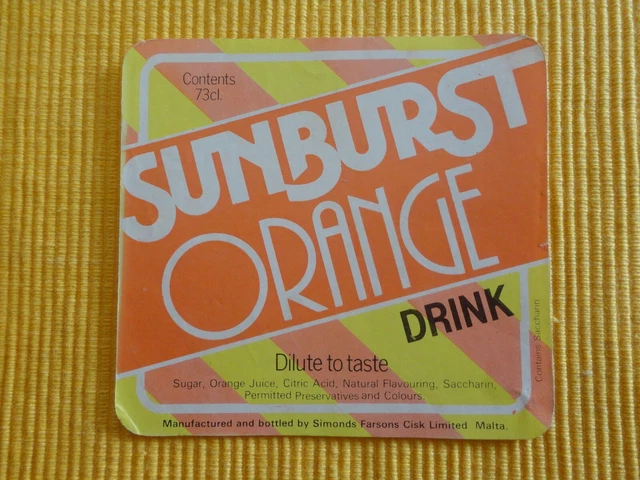 Contents
73cl.
SUNBURST
ORANGE
DRINK
Dilute to taste
Sugar, Orange Juice, Citric Acid, Natural Flavouring, Saccharin,
Permitted Preservatives and Colours.
Contains Saccharin
Manufactured and bottled by Simonds Farsons Cisk Limited Malta.